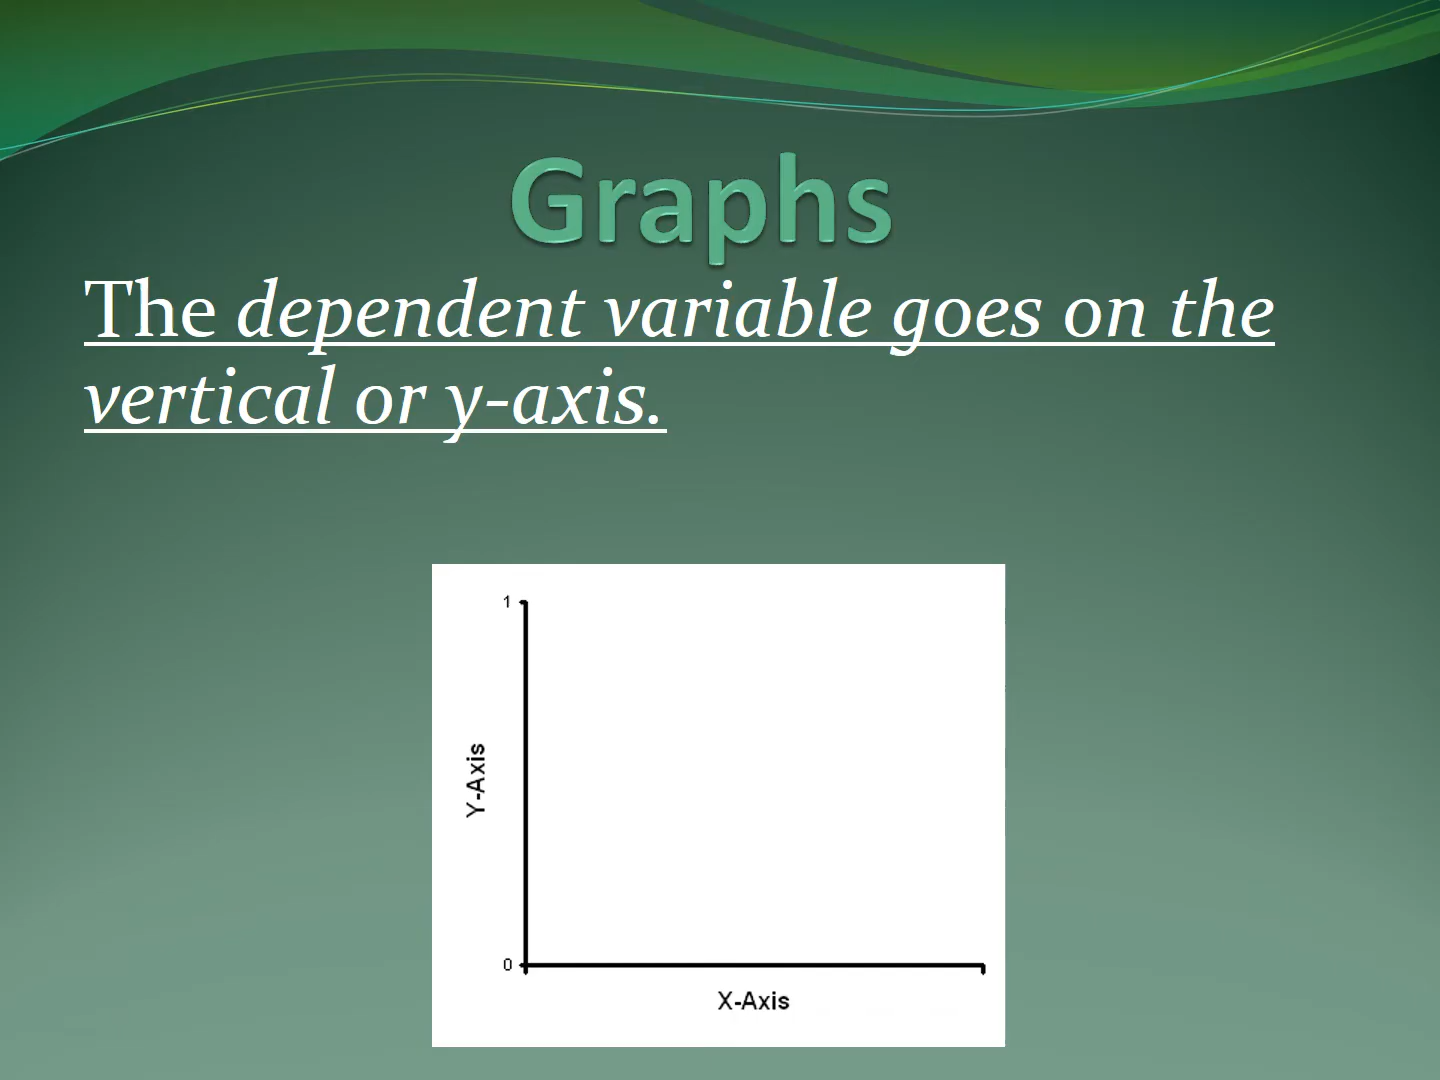 Graphs
The dependent variable goes on the
vertical or y-axis.
1
Y-Axis
0
X-Axis